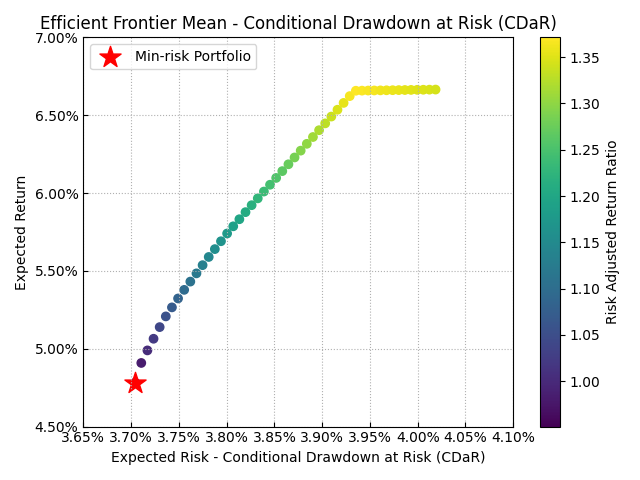 Efficient Frontier Mean - Conditional Drawdown at Risk (CDaR)
Min-risk Portfolio
7.00%
6.50%
6.00%
5.50%
5.00%
4.50%
Expected Return
3.65% 3.70% 3.75% 3.80% 3.85% 3.90% 3.95% 4.00% 4.05% 4.10%
Expected Risk - Conditional Drawdown at Risk (CDaR)
1.35
1.30
1.25
1.20
1.15
1.10
1.05
1.00
Risk Adjusted Return Ratio